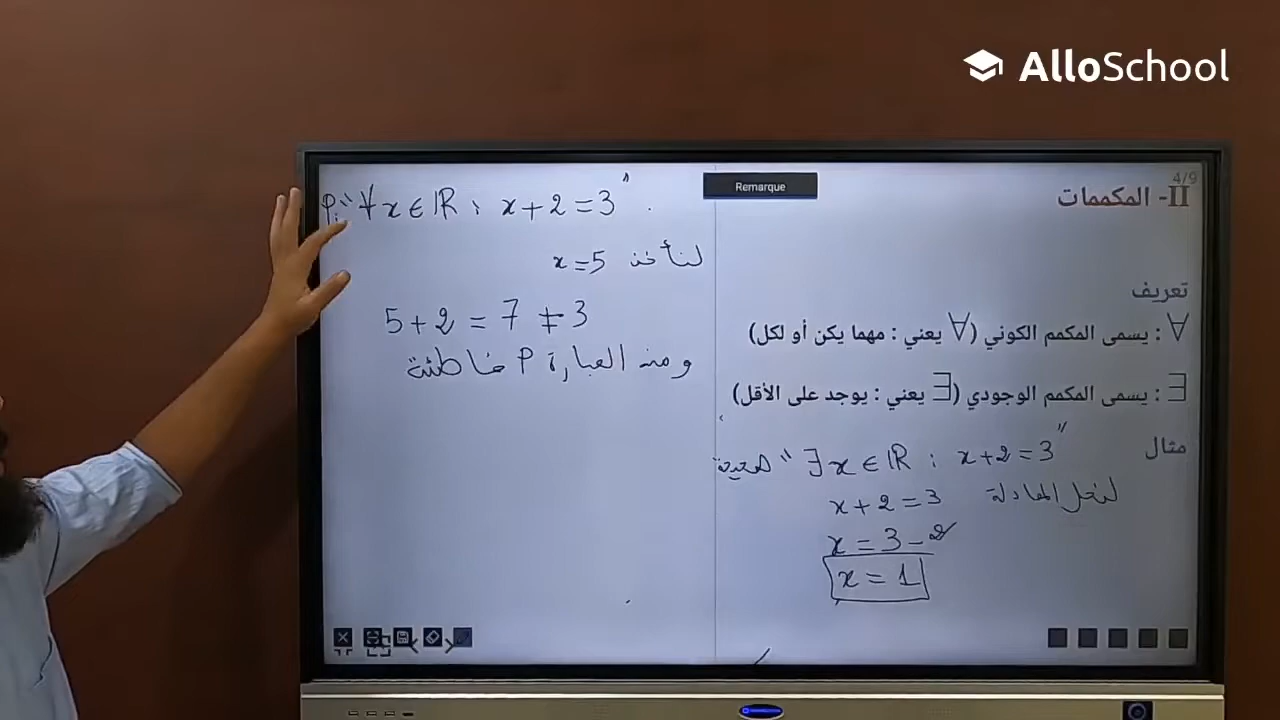 AlloSchool
Remarque
4/9
II- المكممات
تعريف
∀ : يسمى المكمم الكوني (∀ يعني : مهما يكن أو لكل)
∃ : يسمى المكمم الوجودي (∃ يعني : يوجد على الأقل)
مثال
"∃x ∈ ℝ : x+2=3" صحيحة
لنحل المعادلة x+2=3
x = 3-2
x = 1
P: "∀x ∈ ℝ ; x+2=3".
لنأخذ x=5
5+2 = 7 ≠ 3
ومنه العبارة P خاطئة